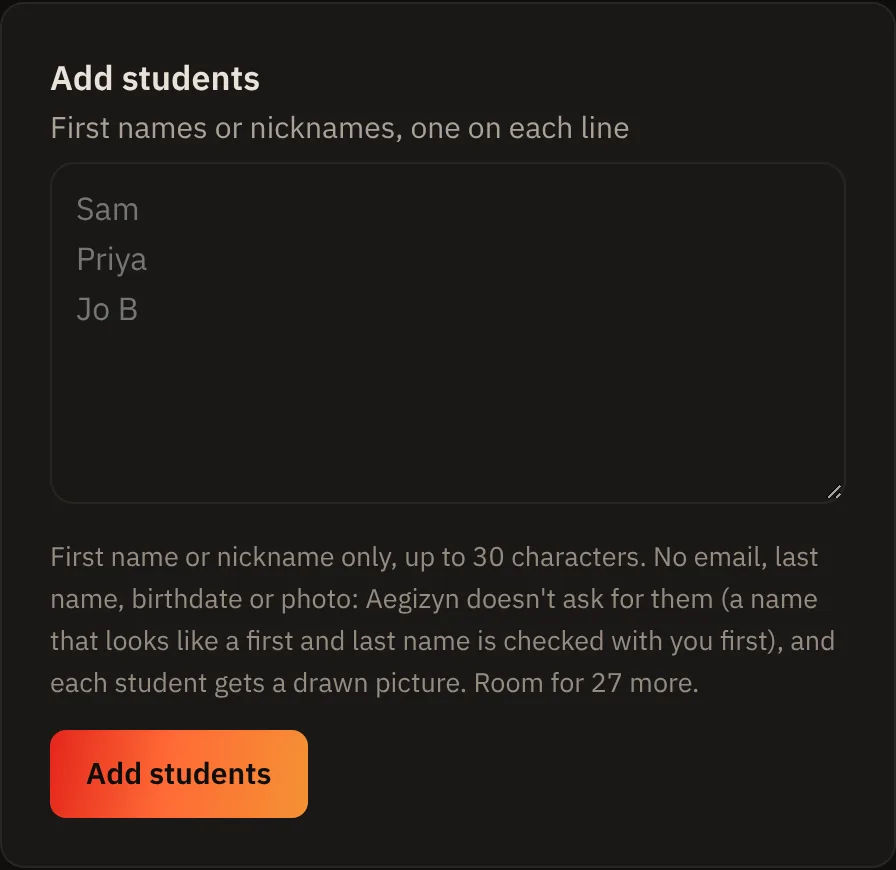 Add students
First names or nicknames, one on each line
Sam
Priya
Jo B
First name or nickname only, up to 30 characters. No email, last
name, birthdate or photo: Aegizyn doesn't ask for them (a name
that looks like a first and last name is checked with you first), and
each student gets a drawn picture. Room for 27 more.
Add students